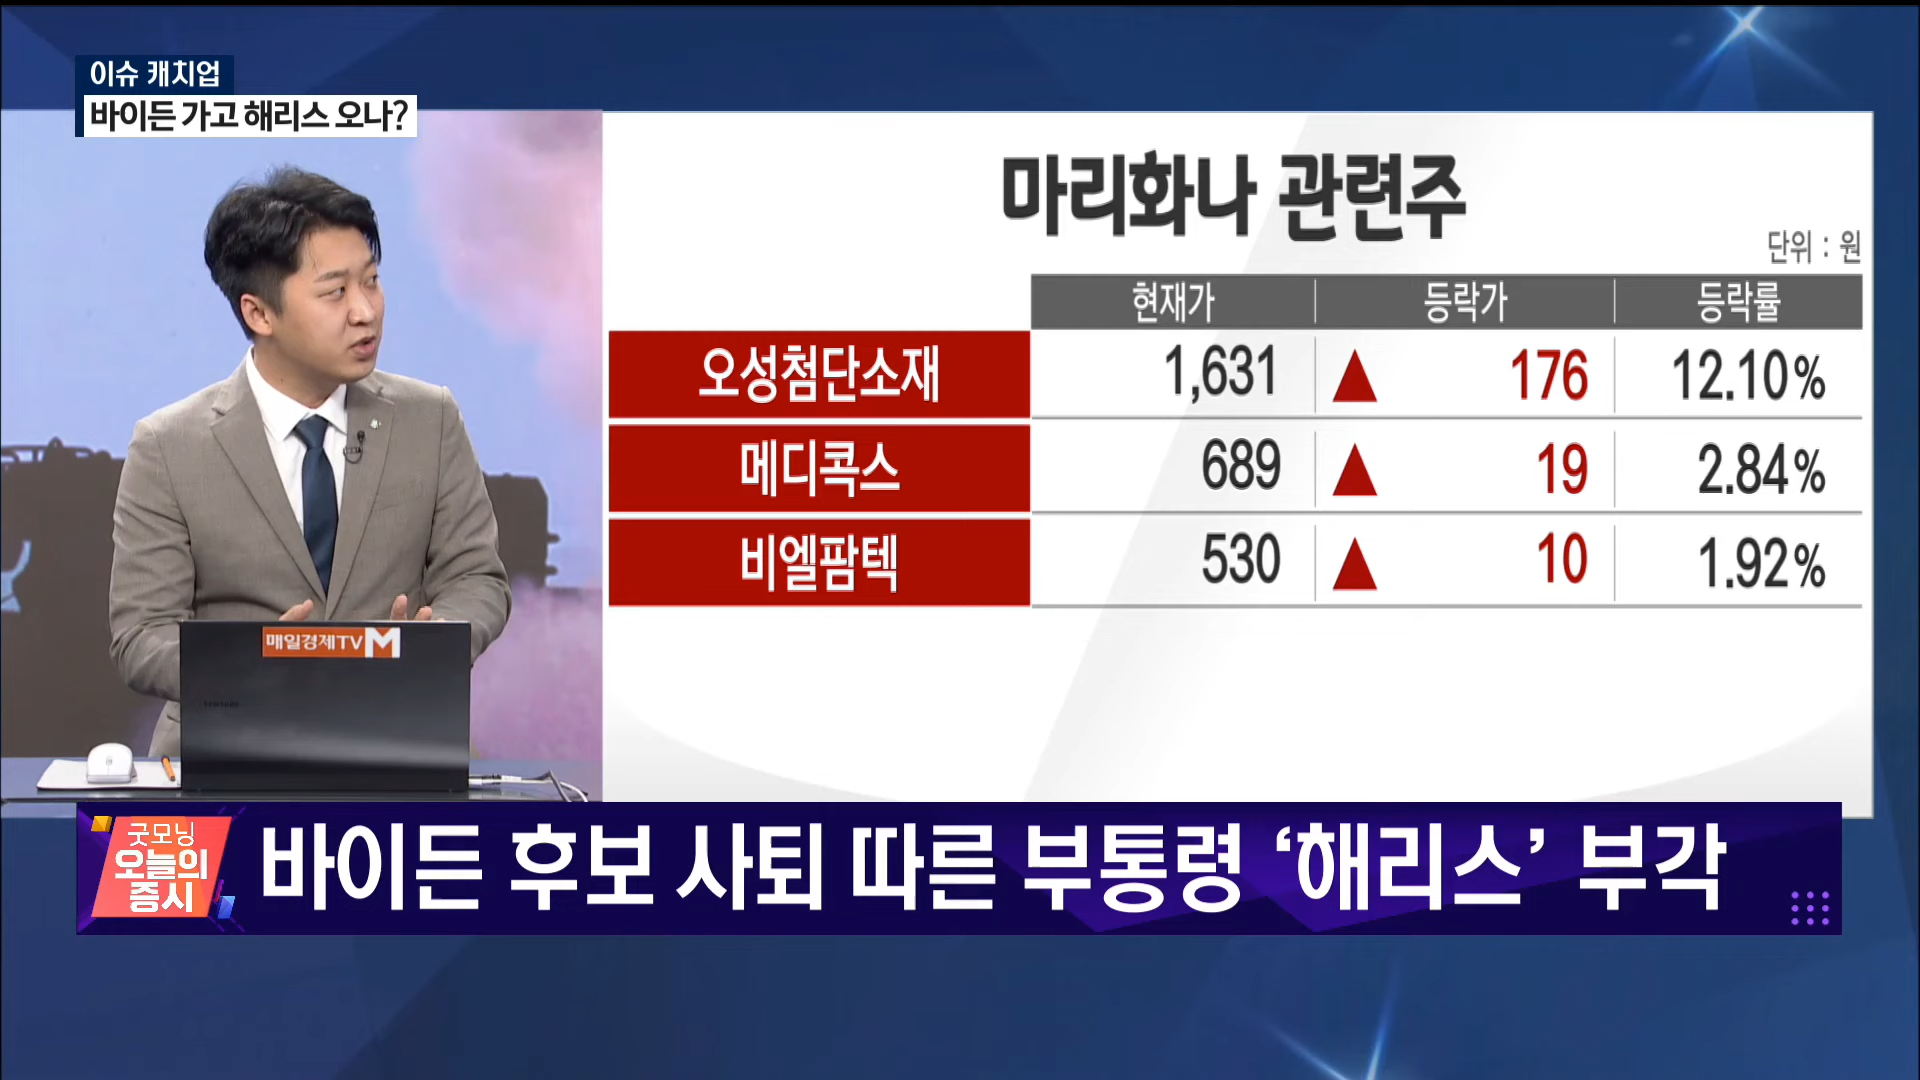 이슈 캐치업
바이든 가고 해리스 오나?
마리화나 관련주
단위 : 원
현재가 등락가 등락률
오성첨단소재 1,631 ▲ 176 12.10%
메디콕스 689 ▲ 19 2.84%
비엘팜텍 530 ▲ 10 1.92%
매일경제TV M
굿모닝
오늘의
증시
바이든 후보 사퇴 따른 부통령 ‘해리스’ 부각